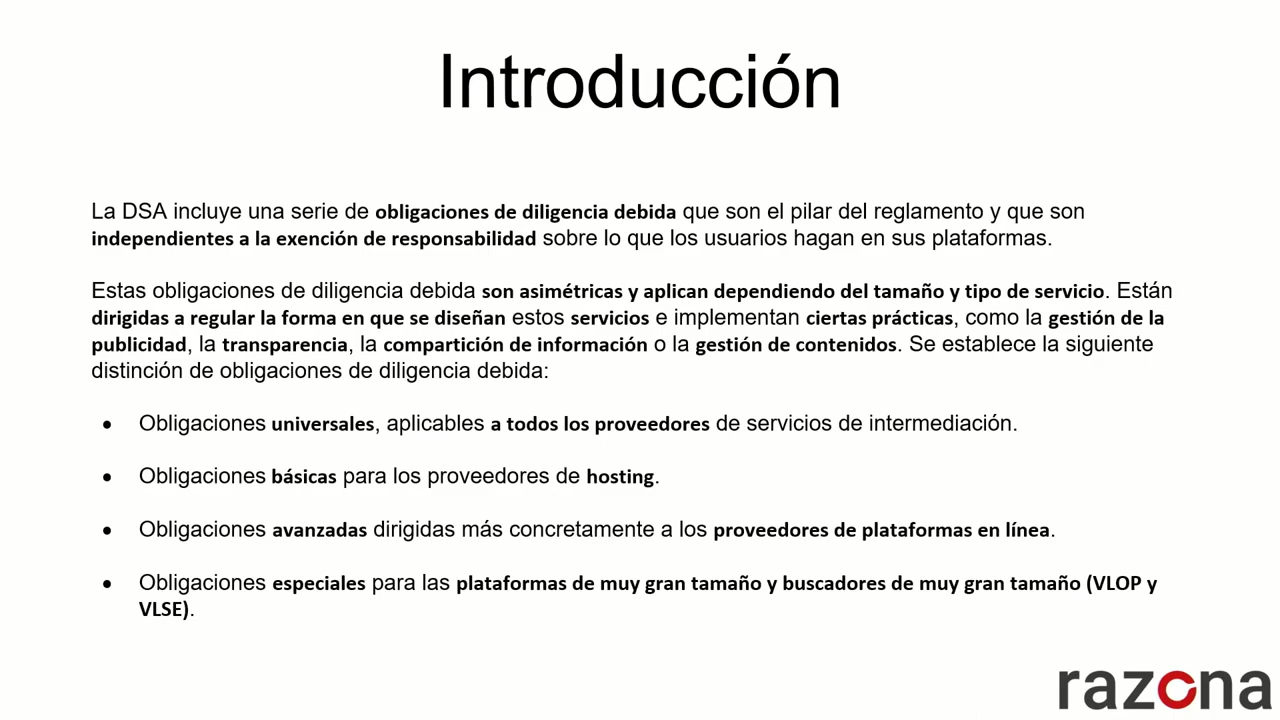 Introducción
La DSA incluye una serie de obligaciones de diligencia debida que son el pilar del reglamento y que son
independientes a la exención de responsabilidad sobre lo que los usuarios hagan en sus plataformas.
Estas obligaciones de diligencia debida son asimétricas y aplican dependiendo del tamaño y tipo de servicio. Están
dirigidas a regular la forma en que se diseñan estos servicios e implementan ciertas prácticas, como la gestión de la
publicidad, la transparencia, la compartición de información o la gestión de contenidos. Se establece la siguiente
distinción de obligaciones de diligencia debida:
• Obligaciones universales, aplicables a todos los proveedores de servicios de intermediación.
• Obligaciones básicas para los proveedores de hosting.
• Obligaciones avanzadas dirigidas más concretamente a los proveedores de plataformas en línea.
• Obligaciones especiales para las plataformas de muy gran tamaño y buscadores de muy gran tamaño (VLOP y
VLSE).
razona